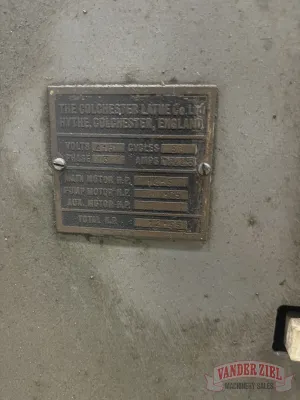 THE COLCHESTER LATHE Co. LTD
HYTHE, COLCHESTER, ENGLAND
VOLTS CYCLES
PHASE AMPS
MAIN MOTOR H.P.
PUMP MOTOR H.P.
AUX. MOTOR H.P.
TOTAL H.P.
VANDER ZIEL
MACHINERY SALES